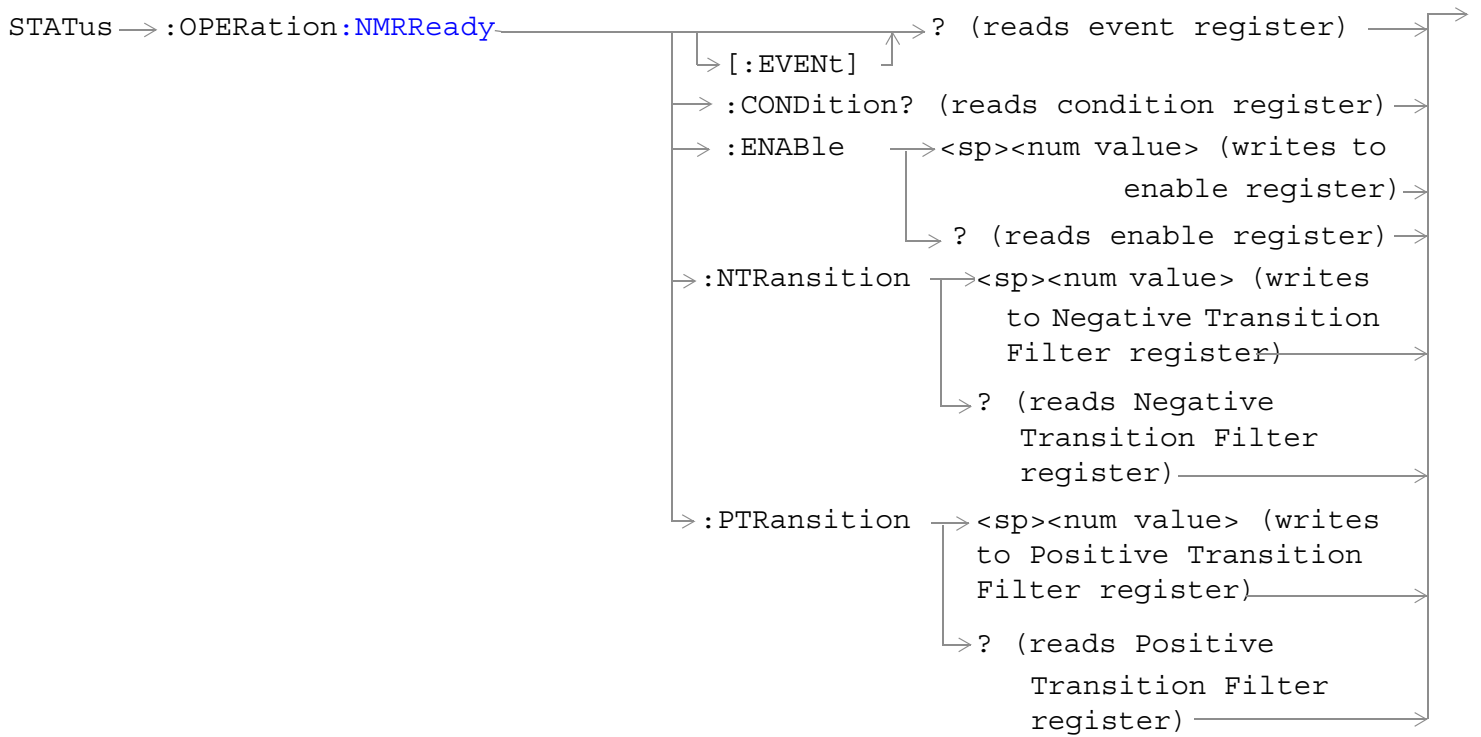 STATus :OPERation:NMRReady ? (reads event register)
[:EVENt]
:CONDition? (reads condition register)
:ENABle <sp><num value> (writes to
enable register)
? (reads enable register)
:NTRansition <sp><num value> (writes
to Negative Transition
Filter register)
? (reads Negative
Transition Filter
register)
:PTRansition <sp><num value> (writes
to Positive Transition
Filter register)
? (reads Positive
Transition Filter
register)